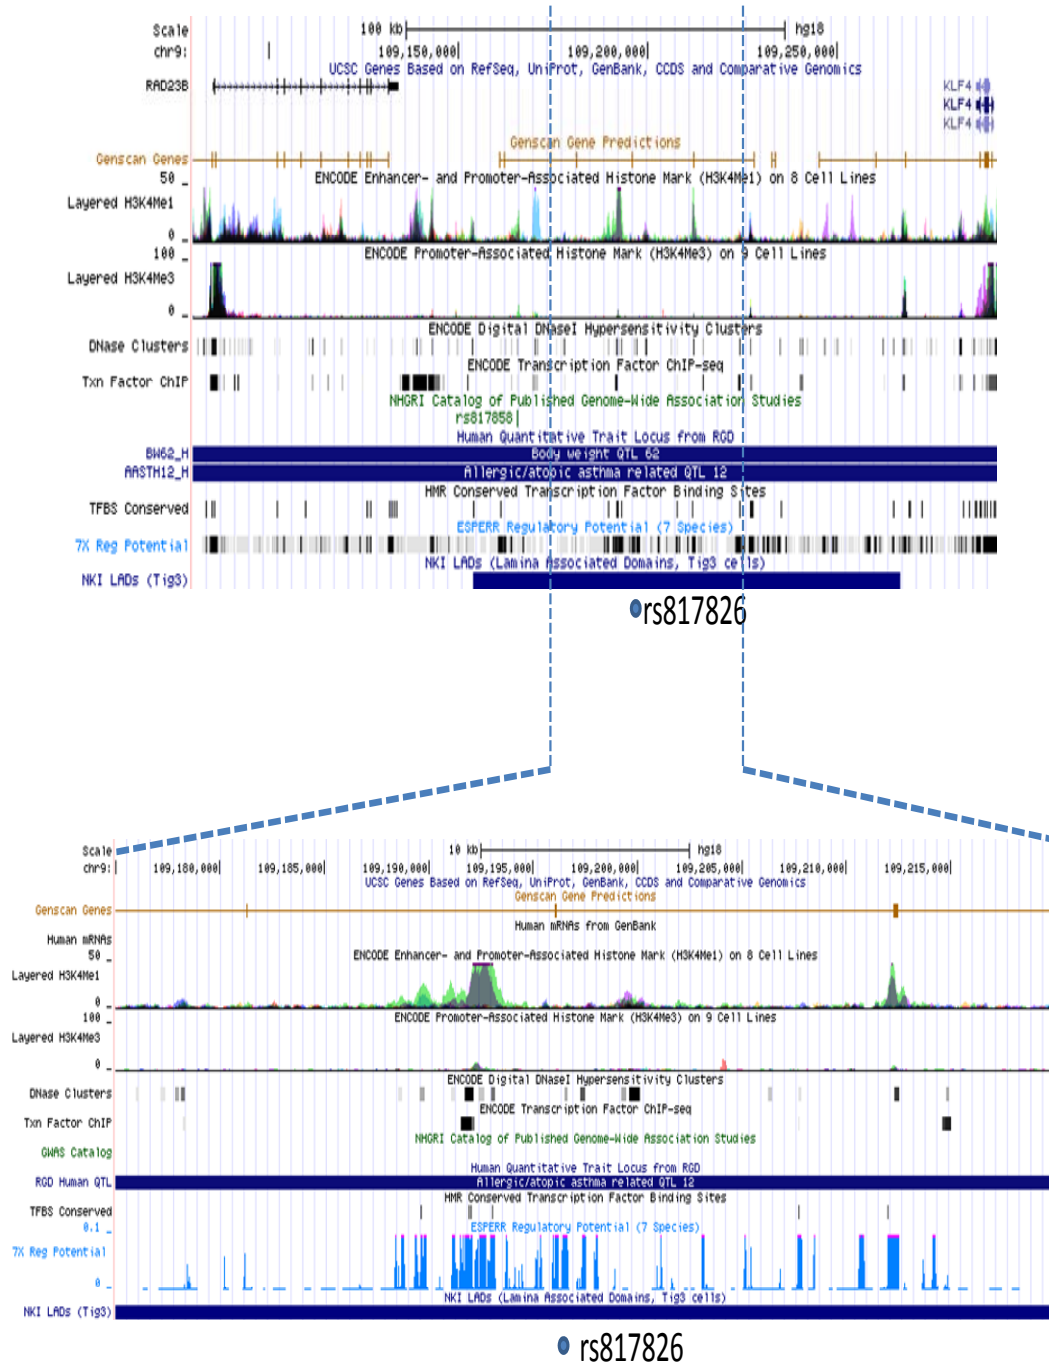 Scale 100 kb hg18
chr9: 109,150,000 109,200,000 109,250,000
UCSC Genes Based on RefSeq, UniProt, GenBank, CCDS and Comparative Genomics
RAD23B KLF4
KLF4
KLF4
Genscan Gene Predictions
Genscan Genes
ENCODE Enhancer- and Promoter-Associated Histone Mark (H3K4Me1) on 8 Cell Lines
50 _
Layered H3K4Me1
0 _
ENCODE Promoter-Associated Histone Mark (H3K4Me3) on 9 Cell Lines
100 _
Layered H3K4Me3
0 _
ENCODE Digital DNaseI Hypersensitivity Clusters
DNase Clusters
ENCODE Transcription Factor ChIP-seq
Txn Factor ChIP
NHGRI Catalog of Published Genome-Wide Association Studies
rs817858
Human Quantitative Trait Locus from RGD
BW62_H Body weight QTL 62
AASTH12_H Allergic/atopic asthma related QTL 12
HMR Conserved Transcription Factor Binding Sites
TFBS Conserved
ESPERR Regulatory Potential (7 Species)
7X Reg Potential
NKI LADs (Lamina Associated Domains, Tig3 cells)
NKI LADs (Tig3)
rs817826
Scale 10 kb hg18
chr9: 109,180,000 109,185,000 109,190,000 109,195,000 109,200,000 109,205,000 109,210,000 109,215,000
UCSC Genes Based on RefSeq, UniProt, GenBank, CCDS and Comparative Genomics
Genscan Gene Predictions
Genscan Genes
Human mRNAs from GenBank
Human mRNAs
ENCODE Enhancer- and Promoter-Associated Histone Mark (H3K4Me1) on 8 Cell Lines
50 _
Layered H3K4Me1
0 _
ENCODE Promoter-Associated Histone Mark (H3K4Me3) on 9 Cell Lines
100 _
Layered H3K4Me3
0 _
ENCODE Digital DNaseI Hypersensitivity Clusters
DNase Clusters
ENCODE Transcription Factor ChIP-seq
Txn Factor ChIP
NHGRI Catalog of Published Genome-Wide Association Studies
GWAS Catalog
Human Quantitative Trait Locus from RGD
RGD Human QTL Allergic/atopic asthma related QTL 12
HMR Conserved Transcription Factor Binding Sites
TFBS Conserved
ESPERR Regulatory Potential (7 Species)
0.1 _
7X Reg Potential
0 _
NKI LADs (Lamina Associated Domains, Tig3 cells)
NKI LADs (Tig3)
rs817826